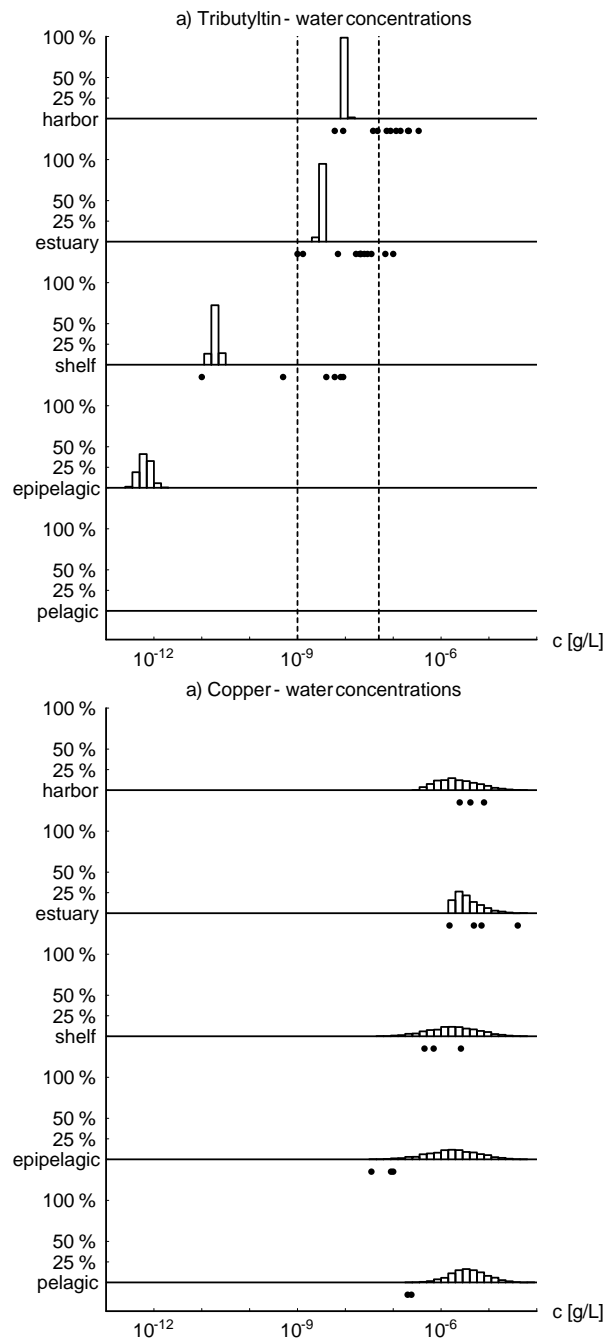 a) Tributyltin - water concentrations
100 %
50 %
25 %
harbor
100 %
50 %
25 %
estuary
100 %
50 %
25 %
shelf
100 %
50 %
25 %
epipelagic
100 %
50 %
25 %
pelagic
c [g/L]
10-12 10-9 10-6
a) Copper - water concentrations
100 %
50 %
25 %
harbor
100 %
50 %
25 %
estuary
100 %
50 %
25 %
shelf
100 %
50 %
25 %
epipelagic
100 %
50 %
25 %
pelagic
c [g/L]
10-12 10-9 10-6